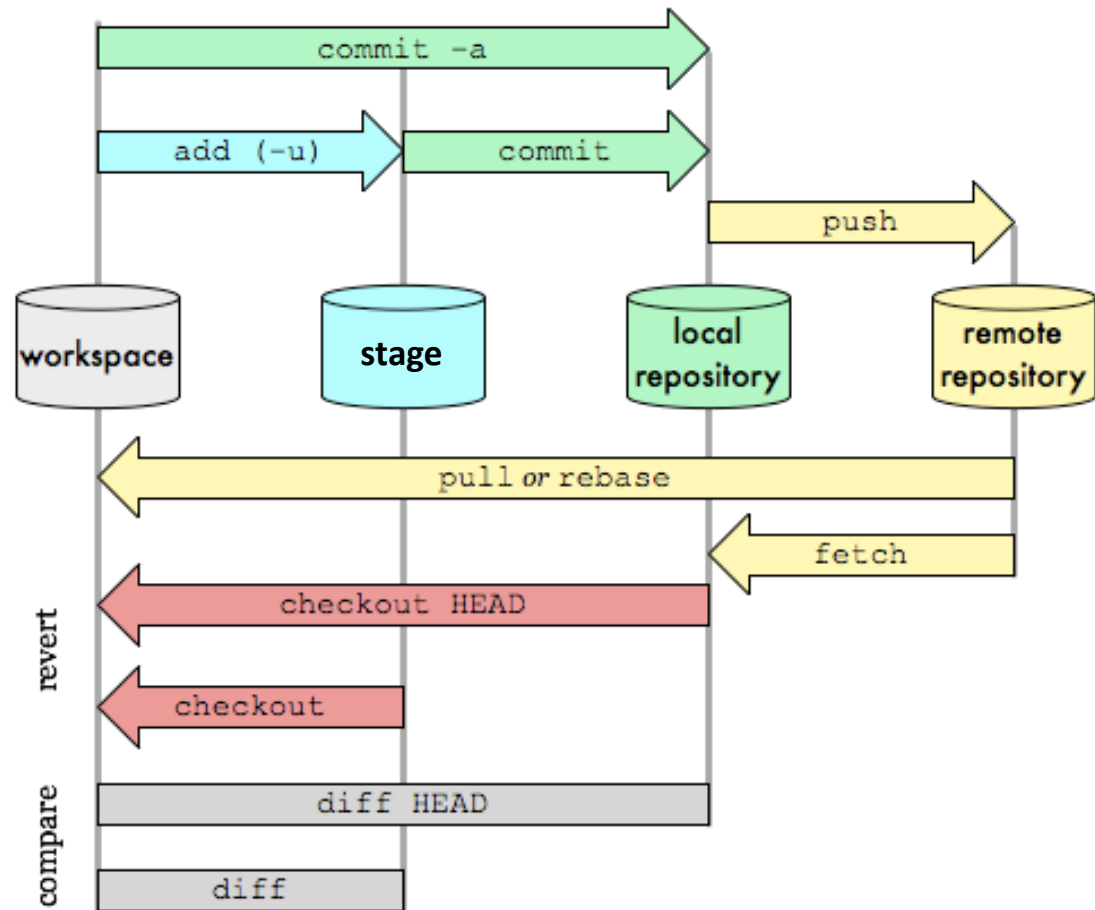 commit -a
add (-u)
commit
push
workspace
stage
local
repository
remote
repository
pull or rebase
fetch
revert
checkout HEAD
checkout
compare
diff HEAD
diff